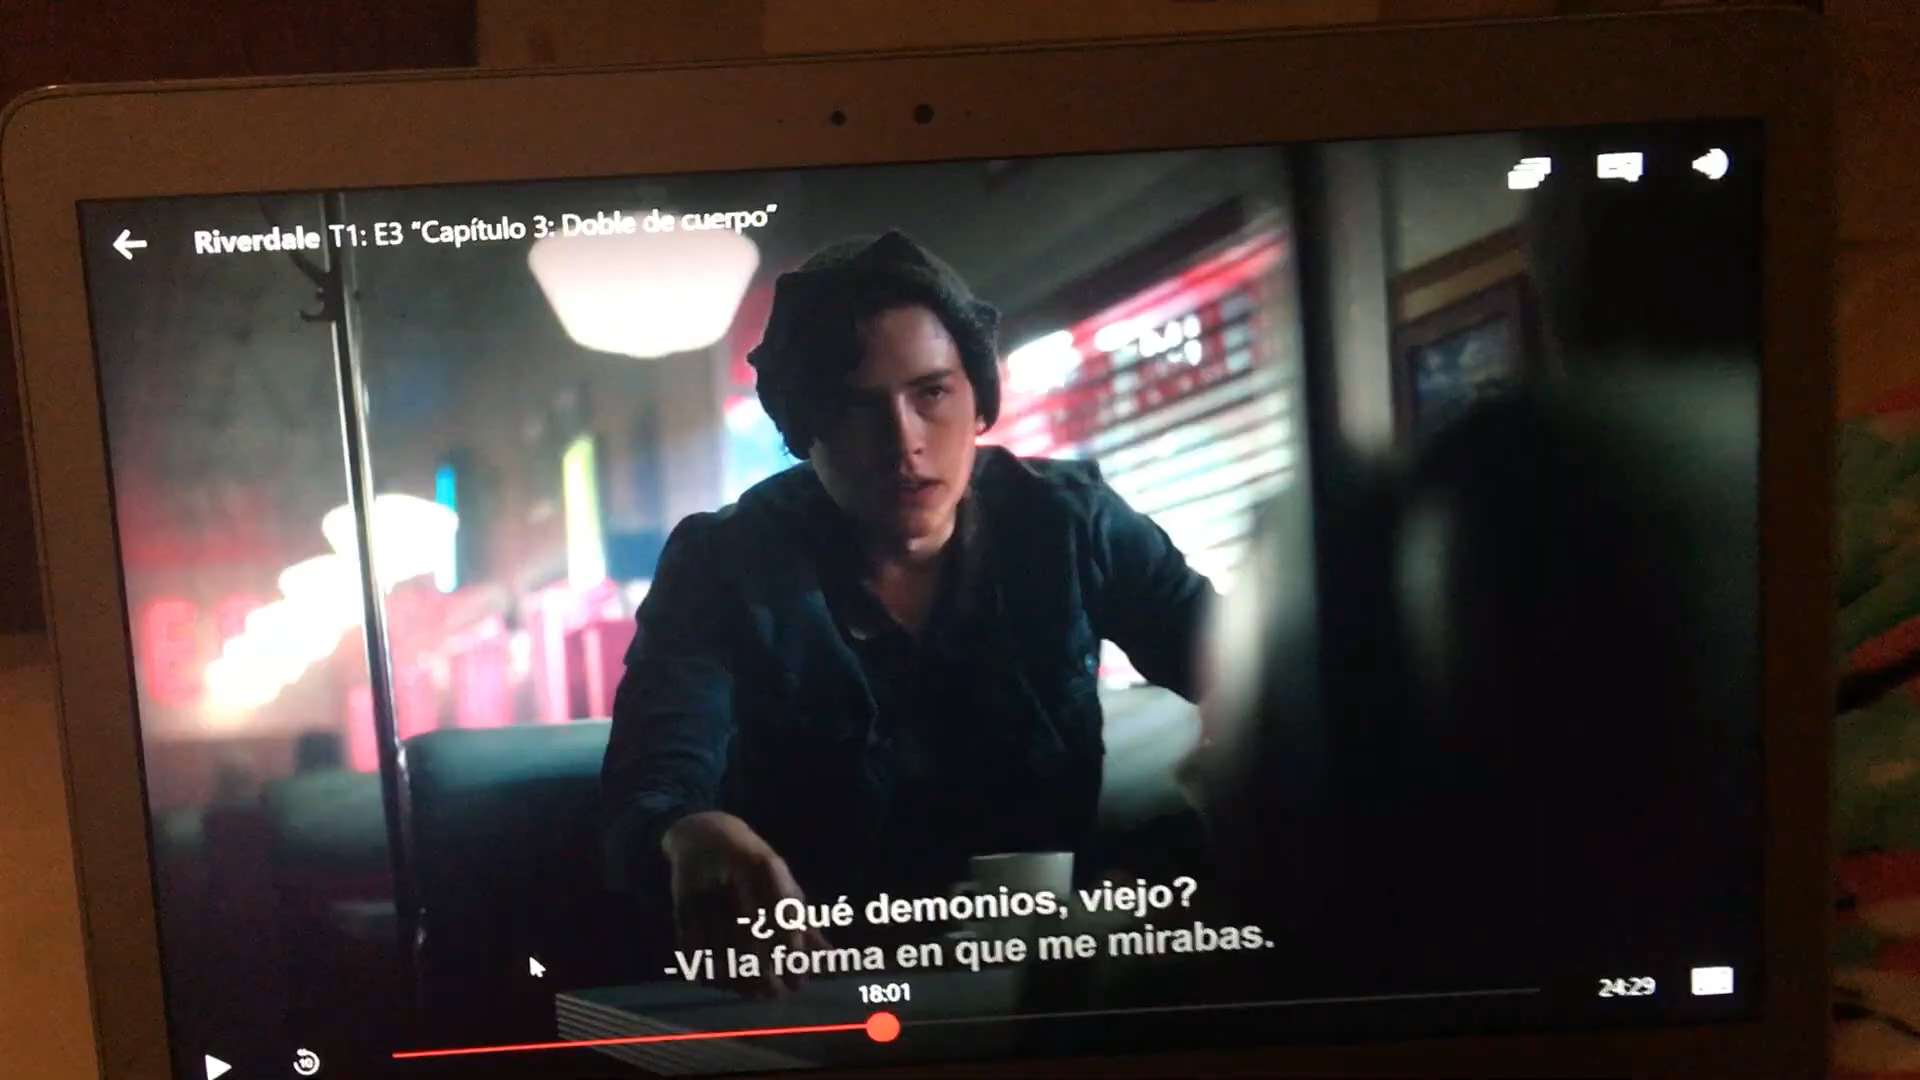 Riverdale T1: E3 "Capítulo 3: Doble de cuerpo"
-¿Qué demonios, viejo?
-Vi la forma en que me mirabas.
18:01
24:29
10